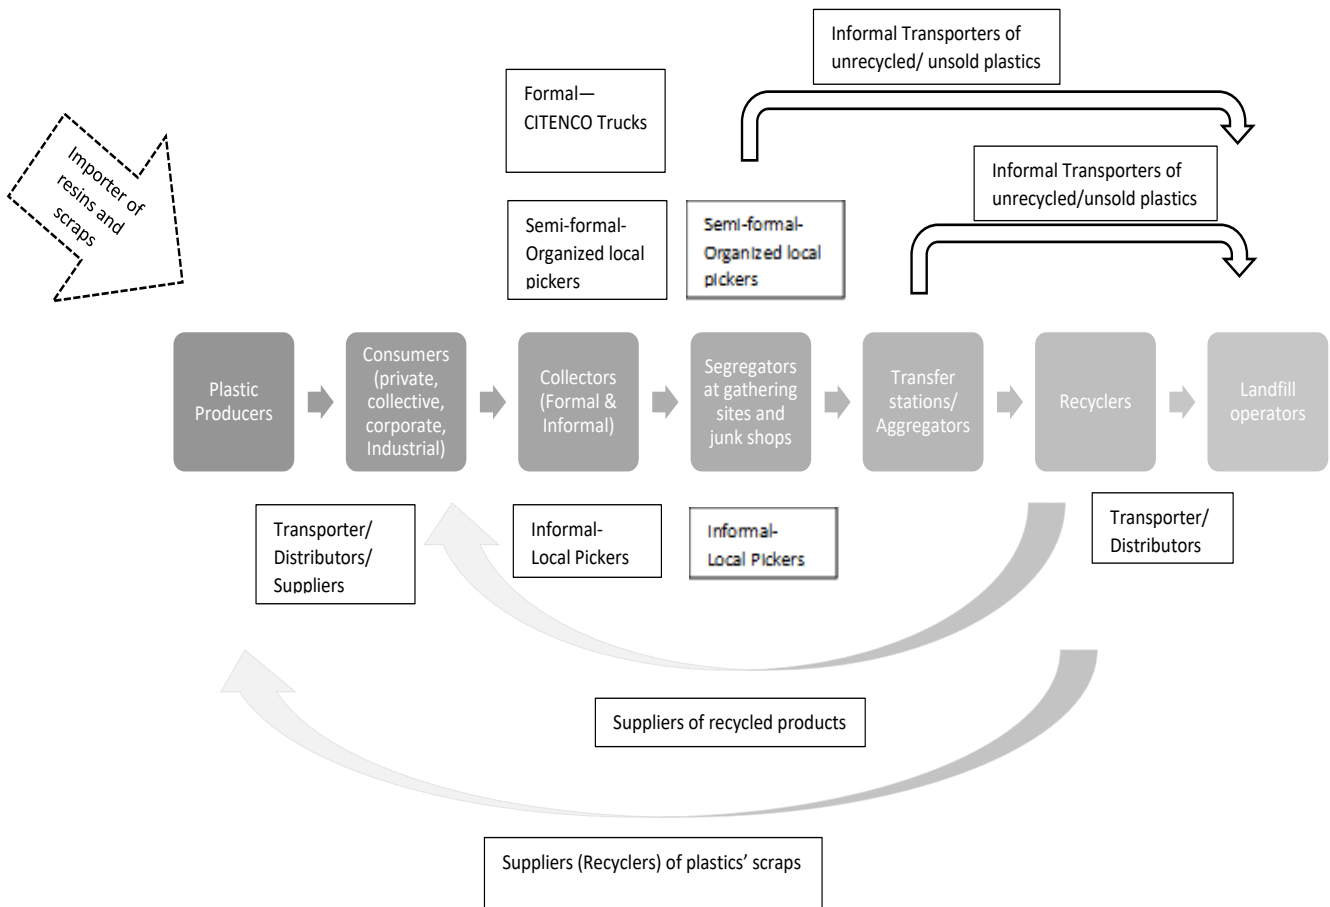 Informal Transporters of
unrecycled/ unsold plastics
Formal—
CITENCO Trucks
Importer of
resins and
scraps
Informal Transporters of
unrecycled/unsold plastics
Semi-formal-
Organized local
pickers
Semi-formal-
Organized local
pickers
Plastic
Producers
Consumers
(private,
collective,
corporate,
Industrial)
Collectors
(Formal &
Informal)
Segregators
at gathering
sites and
junk shops
Transfer
stations/
Aggregators
Recyclers
Landfill
operators
Transporter/
Distributors/
Suppliers
Informal-
Local Pickers
Informal-
Local Pickers
Transporter/
Distributors
Suppliers of recycled products
Suppliers (Recyclers) of plastics’ scraps